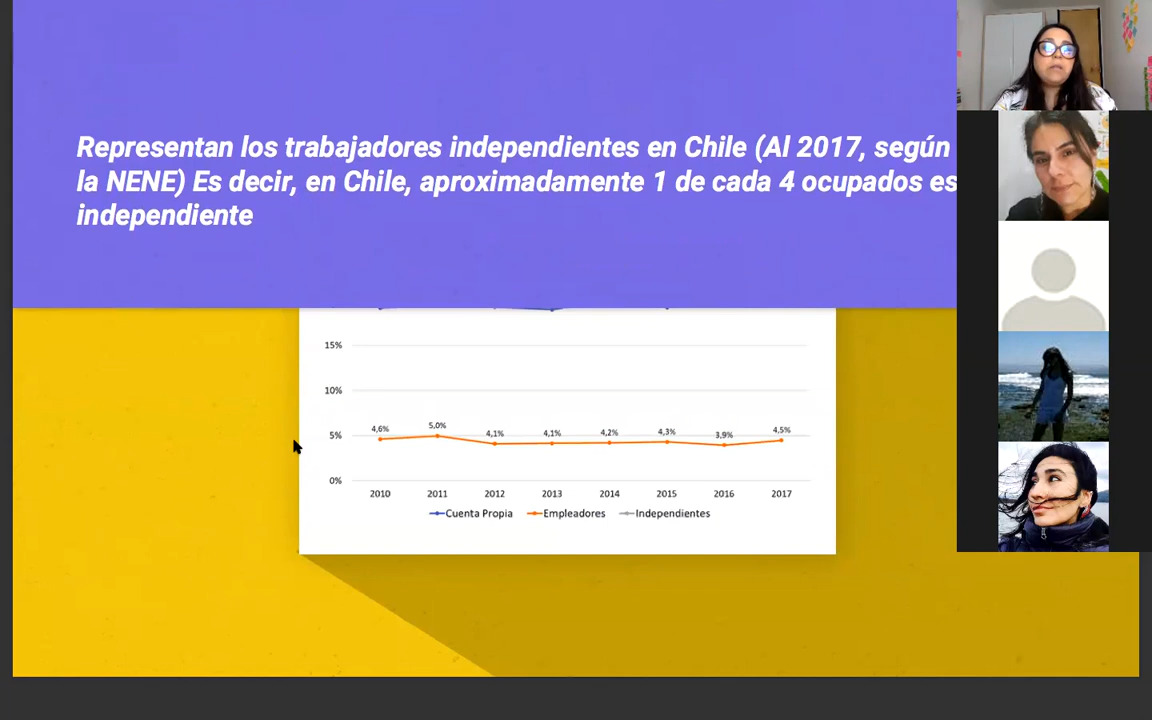 Representan los trabajadores independientes en Chile (Al 2017, según
la NENE) Es decir, en Chile, aproximadamente 1 de cada 4 ocupados es
independiente
15%
10%
5%
0%
4,6% 5,0% 4,1% 4,1% 4,2% 4,3% 3,9% 4,5%
2010 2011 2012 2013 2014 2015 2016 2017
Cuenta Propia Empleadores Independientes